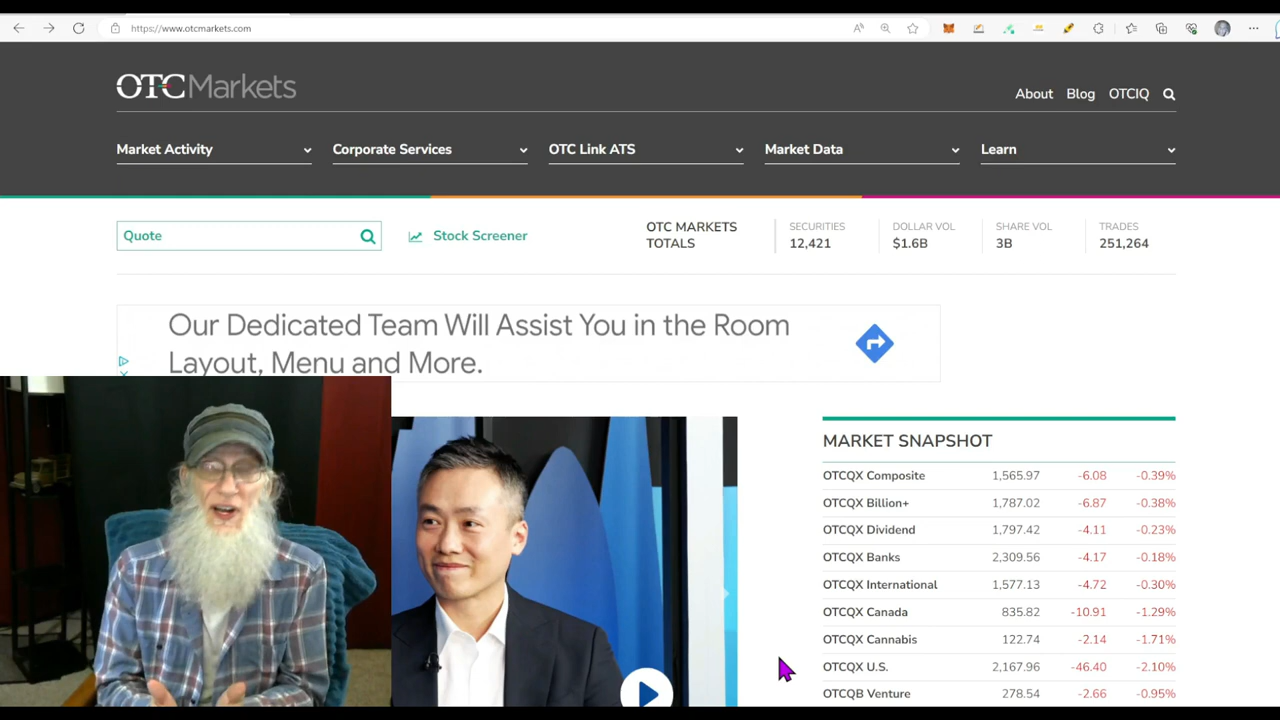 https://www.otcmarkets.com
OTCMarkets
About Blog OTCIQ
Market Activity Corporate Services OTC Link ATS Market Data Learn
Quote Stock Screener
OTC MARKETS
TOTALS
SECURITIES DOLLAR VOL SHARE VOL TRADES
12,421 $1.6B 3B 251,264
Our Dedicated Team Will Assist You in the Room
Layout, Menu and More.
MARKET SNAPSHOT
OTCQX Composite 1,565.97 -6.08 -0.39%
OTCQX Billion+ 1,787.02 -6.87 -0.38%
OTCQX Dividend 1,797.42 -4.11 -0.23%
OTCQX Banks 2,309.56 -4.17 -0.18%
OTCQX International 1,577.13 -4.72 -0.30%
OTCQX Canada 835.82 -10.91 -1.29%
OTCQX Cannabis 122.74 -2.14 -1.71%
OTCQX U.S. 2,167.96 -46.40 -2.10%
OTCQB Venture 278.54 -2.66 -0.95%